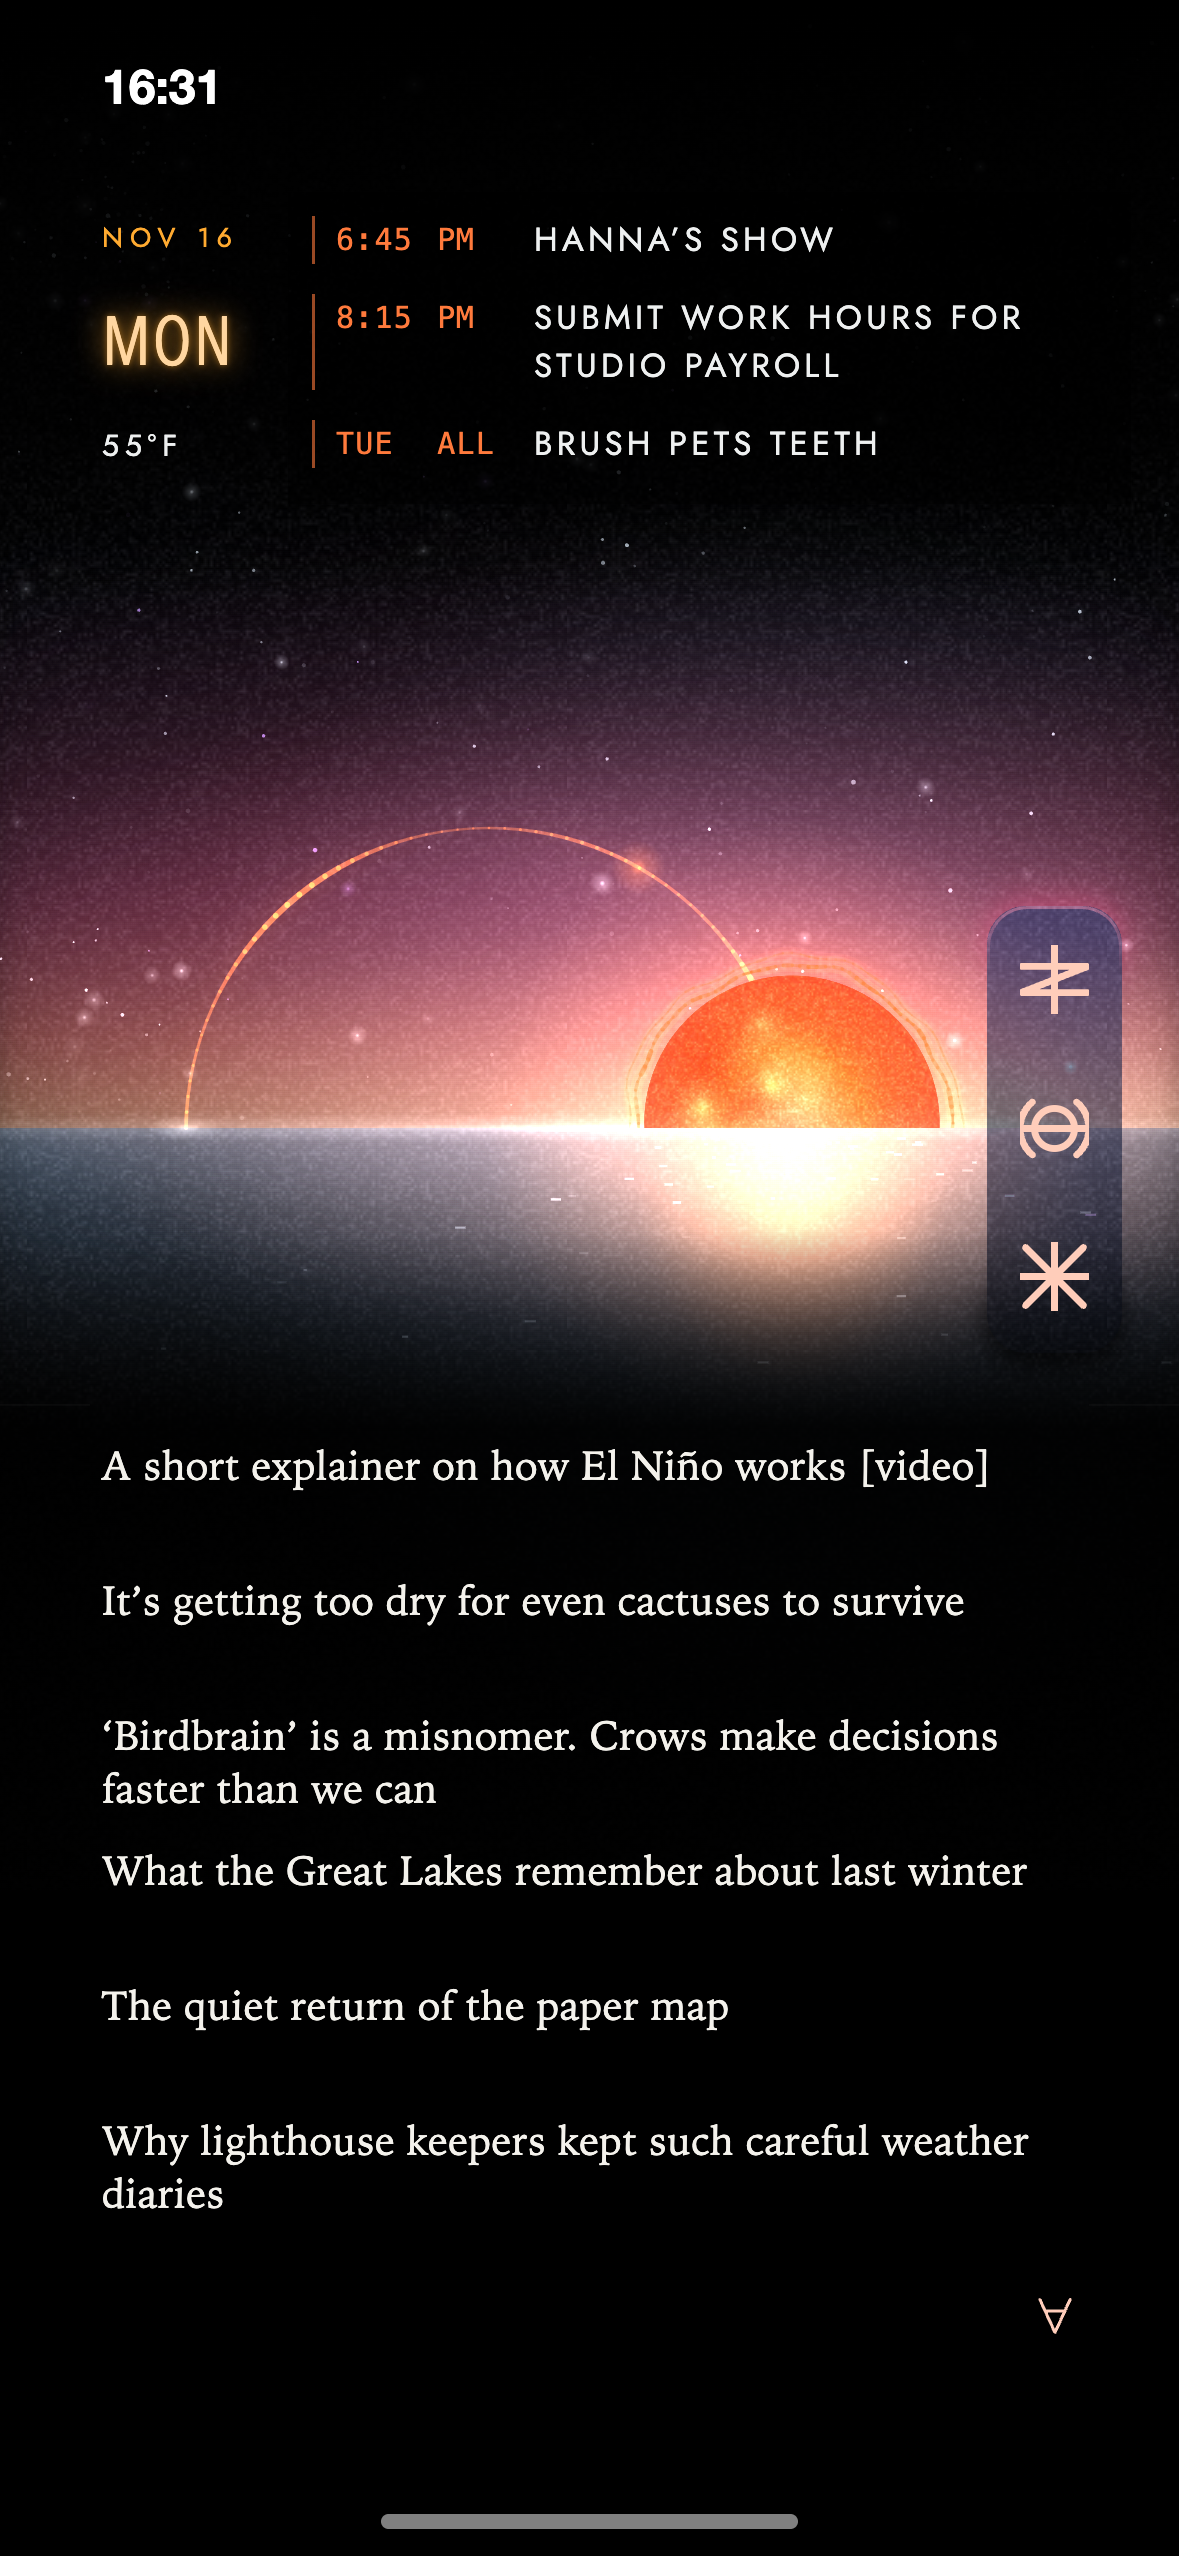 16:31
NOV 16
MON
55°F
6:45 PM HANNA’S SHOW
8:15 PM SUBMIT WORK HOURS FOR
STUDIO PAYROLL
TUE ALL BRUSH PETS TEETH
A short explainer on how El Niño works [video]
It’s getting too dry for even cactuses to survive
‘Birdbrain’ is a misnomer. Crows make decisions
faster than we can
What the Great Lakes remember about last winter
The quiet return of the paper map
Why lighthouse keepers kept such careful weather
diaries